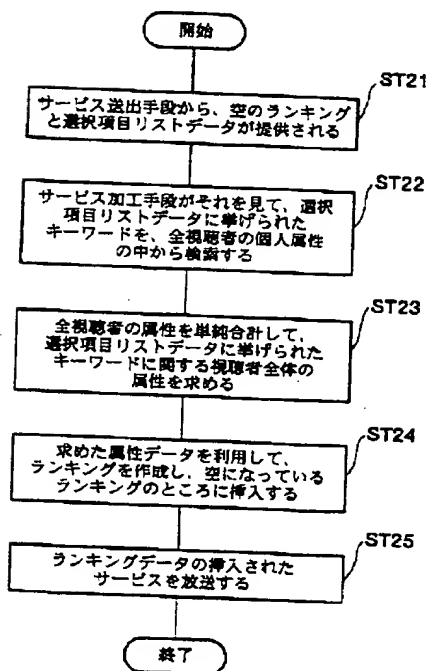 開始
ST21
サービス送出手段から、空のランキング
と選択項目リストデータが提供される
ST22
サービス加工手段がそれを見て、選択
項目リストデータに挙げられた
キーワードを、全視聴者の個人属性
の中から検索する
ST23
全視聴者の属性を単純合計して、
選択項目リストデータに挙げられた
キーワードに関する視聴者全体の
属性を求める
ST24
求めた属性データを利用して、
ランキングを作成し、空になっている
ランキングのところに挿入する
ST25
ランキングデータの挿入された
サービスを放送する
終了